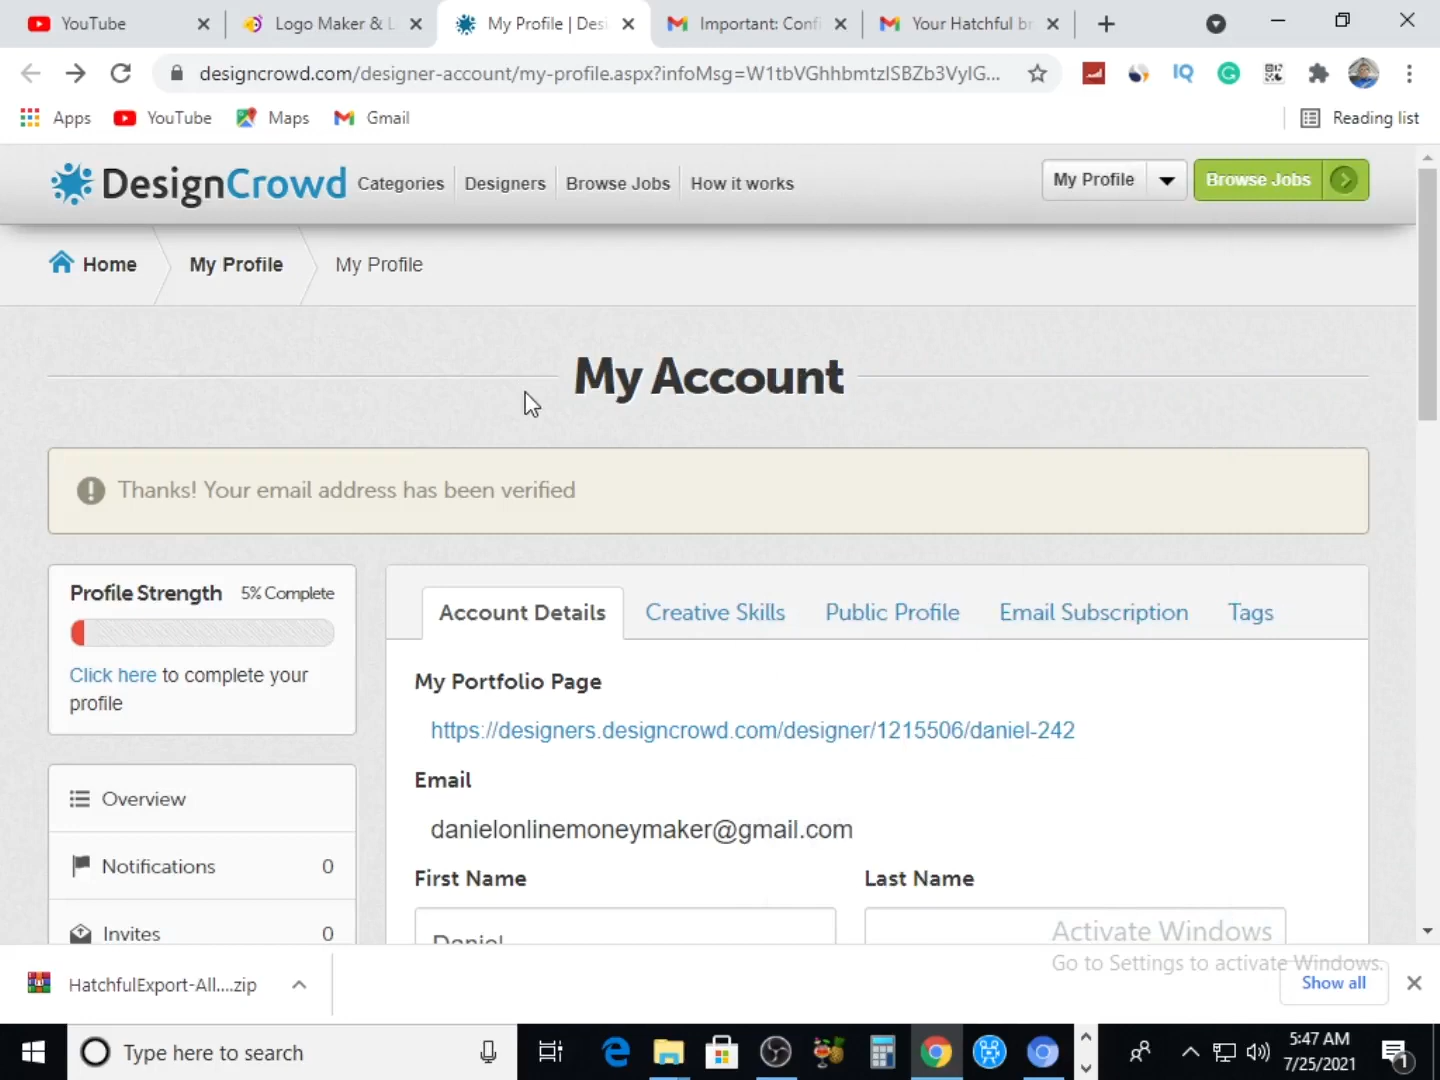 YouTube
Logo Maker & L
My Profile | Desi
Important: Confi
Your Hatchful br
designcrowd.com/designer-account/my-profile.aspx?infoMsg=W1tbVGhhbmtzISBZb3VyIG...
Apps
YouTube
Maps
Gmail
Reading list
DesignCrowd
Categories
Designers
Browse Jobs
How it works
My Profile
Browse Jobs
Home
My Profile
My Profile
My Account
Thanks! Your email address has been verified
Profile Strength 5% Complete
Click here to complete your
profile
Overview
Notifications 0
Invites 0
Account Details
Creative Skills
Public Profile
Email Subscription
Tags
My Portfolio Page
https://designers.designcrowd.com/designer/1215506/daniel-242
Email
danielonlinemoneymaker@gmail.com
First Name
Last Name
Daniel
Activate Windows
Go to Settings to activate Windows.
HatchfulExport-All....zip
Show all
Type here to search
5:47 AM
7/25/2021
1